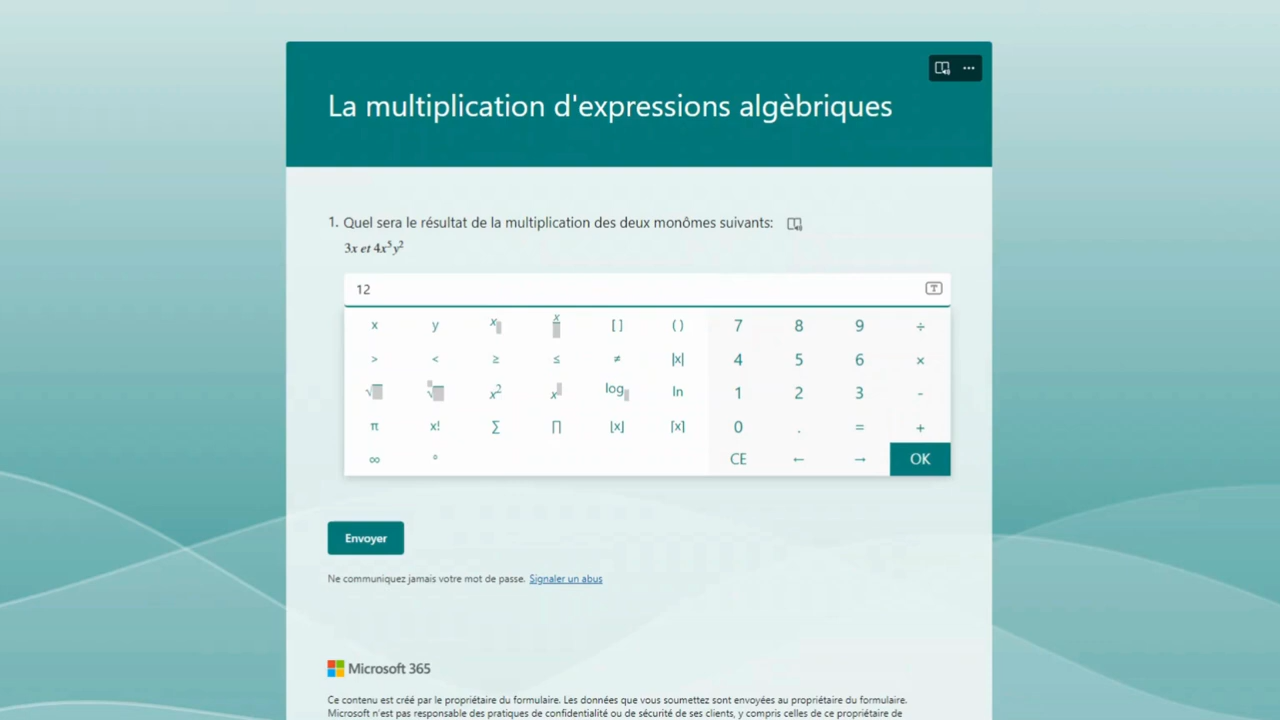 La multiplication d'expressions algèbriques
1. Quel sera le résultat de la multiplication des deux monômes suivants:
3x et 4x⁵y²
12
x y x▯ x/▯ [ ] ( ) 7 8 9 ÷
> < ≥ ≤ ≠ |x| 4 5 6 ×
√▯ ▯√▯ x² x▯ log▯ ln 1 2 3 -
π x! ∑ ∏ ⌊x⌋ ⌈x⌉ 0 . = +
∞ ° CE ← → OK
Envoyer
Ne communiquez jamais votre mot de passe. Signaler un abus
Microsoft 365
Ce contenu est créé par le propriétaire du formulaire. Les données que vous soumettez sont envoyées au propriétaire du formulaire.
Microsoft n'est pas responsable des pratiques de confidentialité ou de sécurité de ses clients, y compris celles de ce propriétaire de